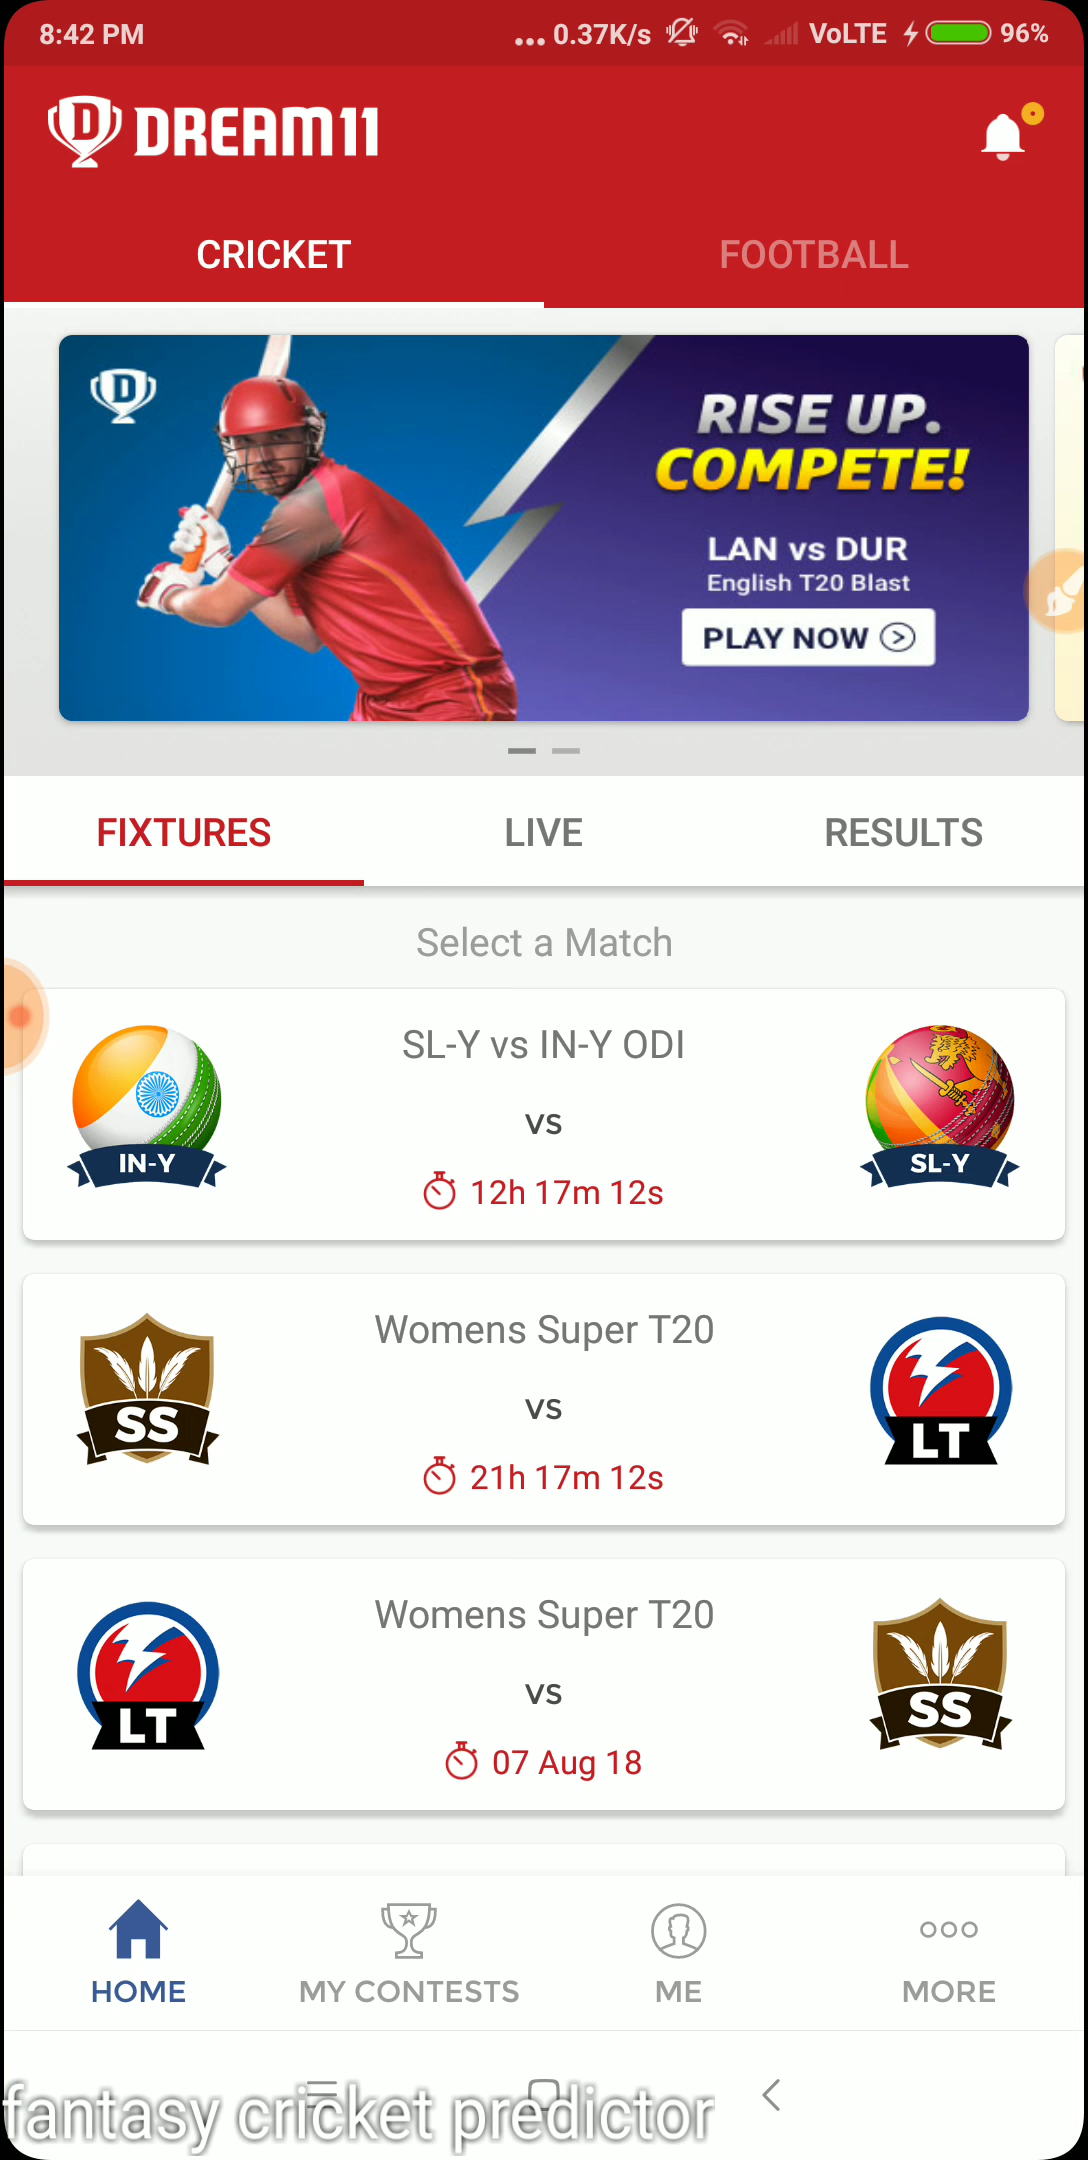 8:42 PM
... 0.37K/s VoLTE 96%
D DREAM11
CRICKET FOOTBALL
D
RISE UP.
COMPETE!
LAN vs DUR
English T20 Blast
PLAY NOW
FIXTURES LIVE RESULTS
Select a Match
SL-Y vs IN-Y ODI
vs
IN-Y SL-Y
12h 17m 12s
Womens Super T20
vs
SS LT
21h 17m 12s
Womens Super T20
vs
LT SS
07 Aug 18
HOME MY CONTESTS ME MORE
fantasy cricket predictor